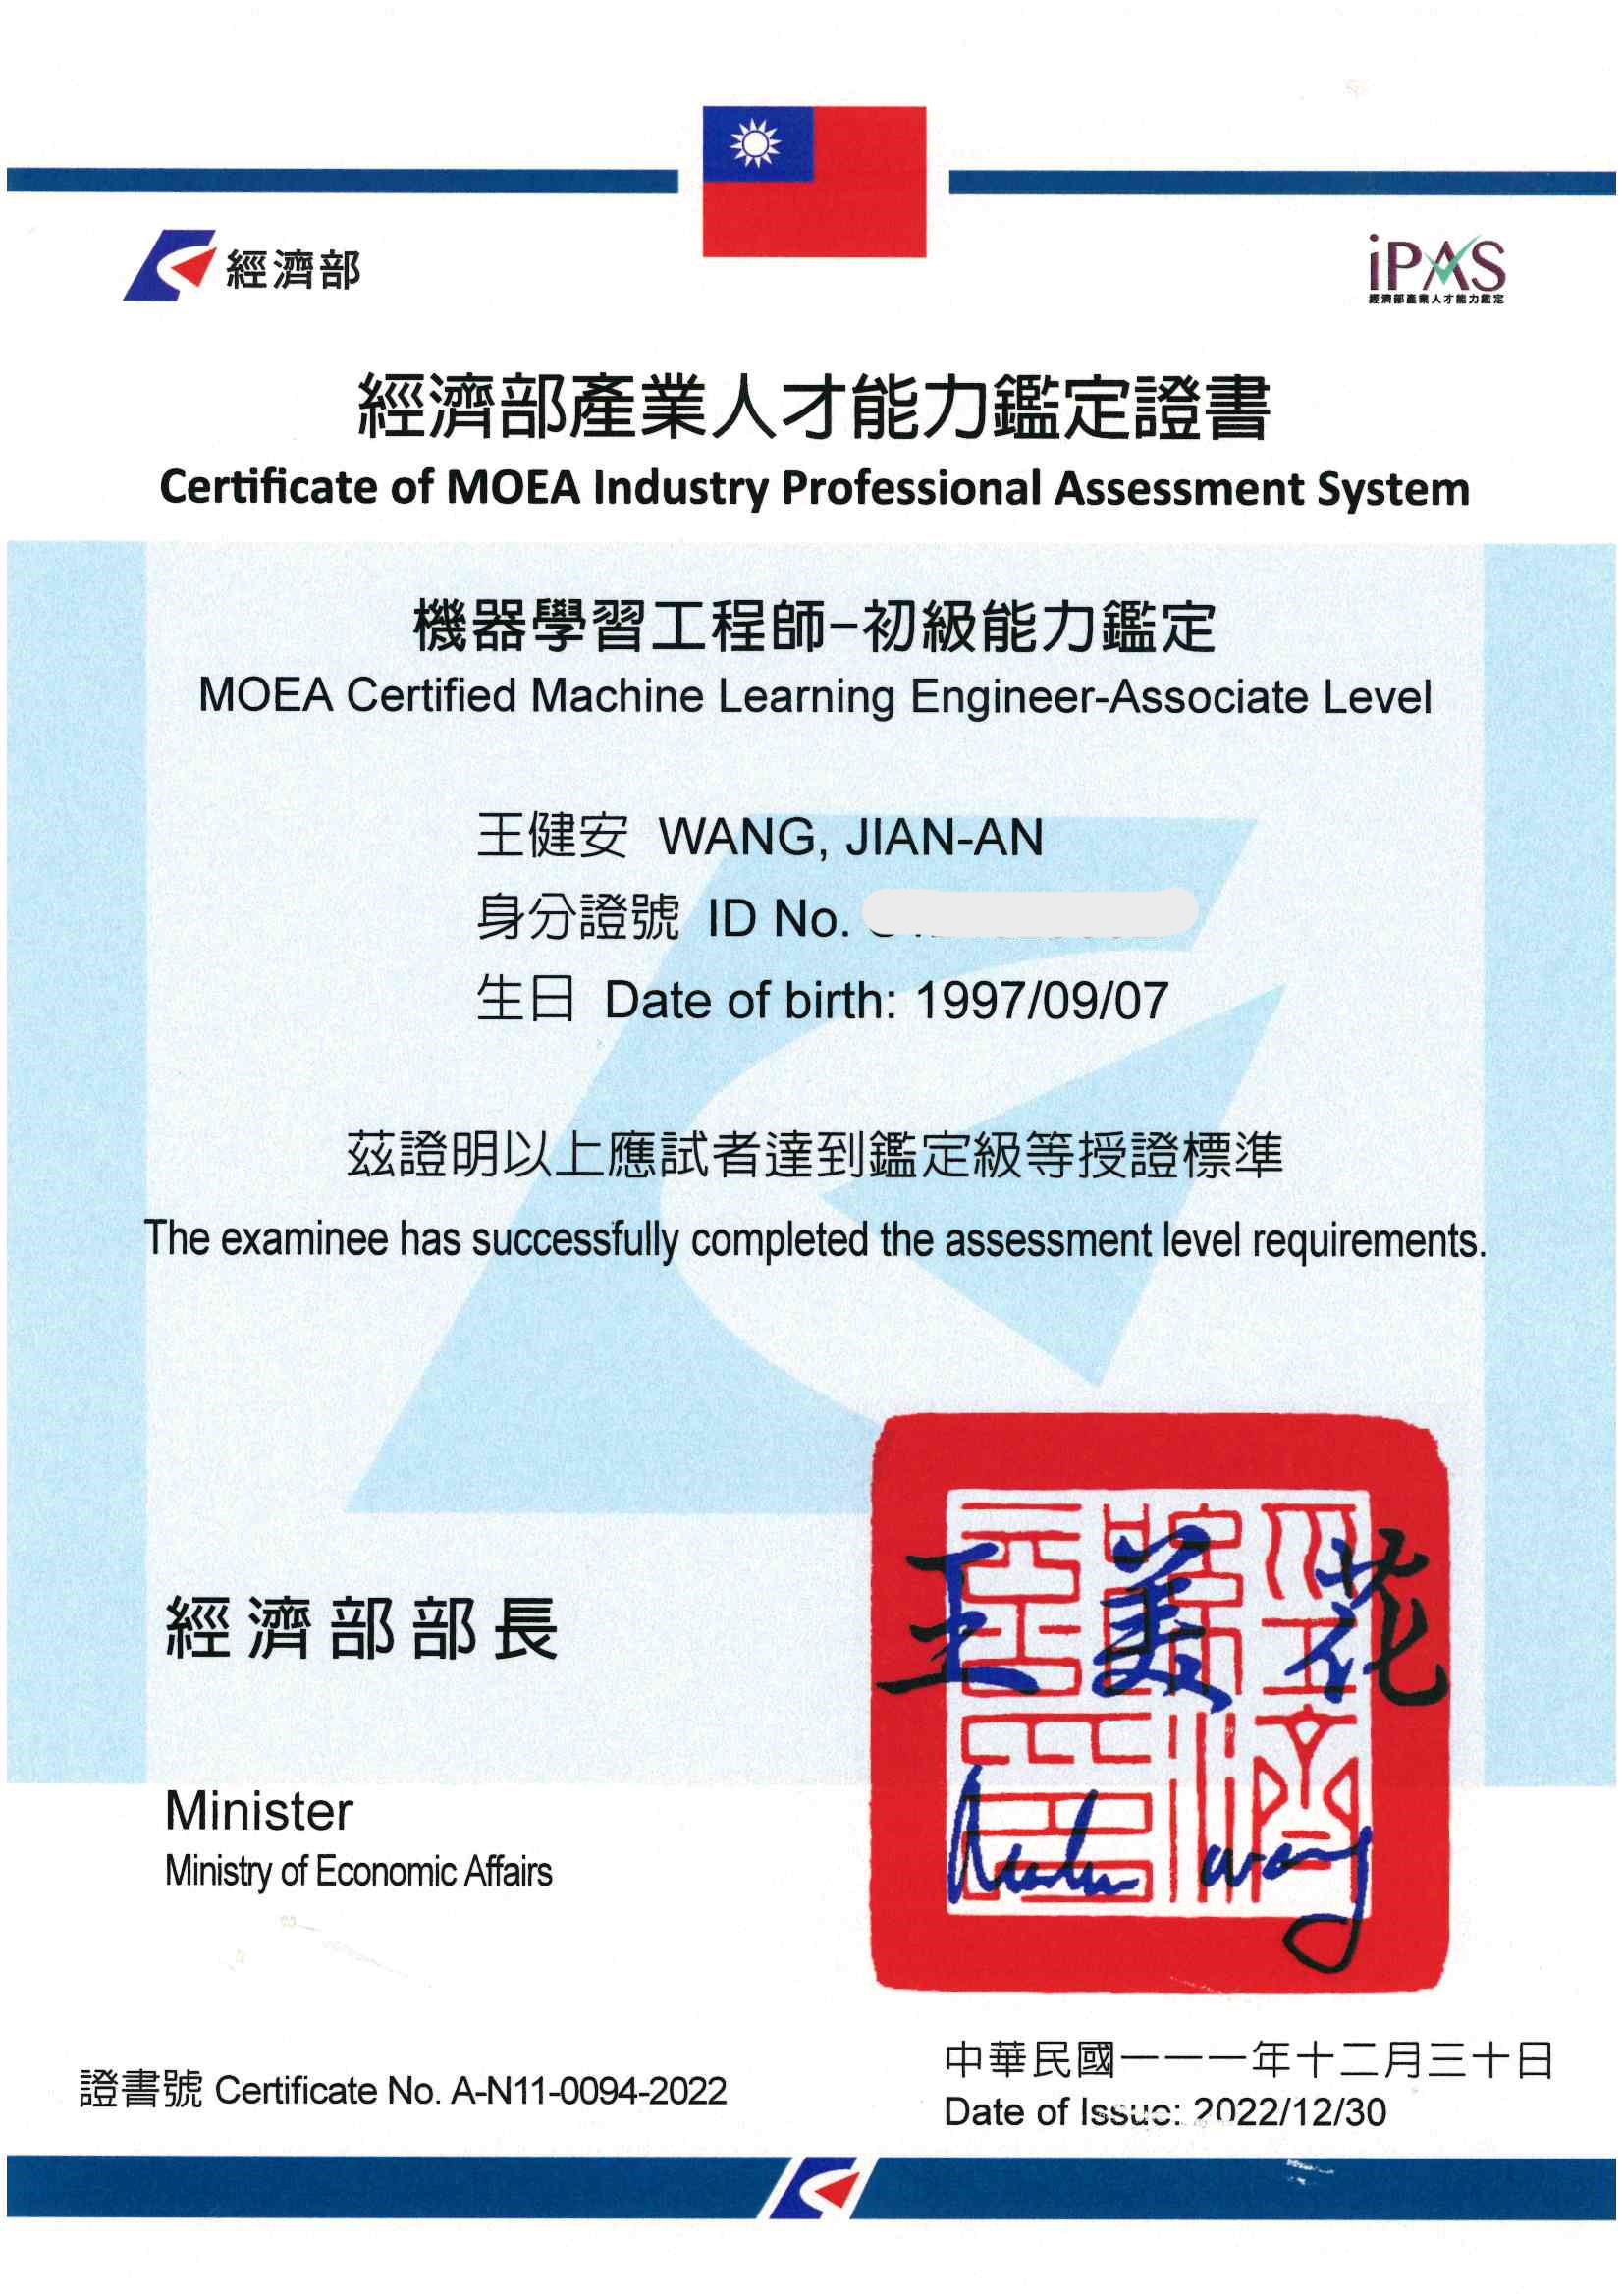 經濟部
iPAS
經濟部產業人才能力鑑定
經濟部產業人才能力鑑定證書
Certificate of MOEA Industry Professional Assessment System
機器學習工程師-初級能力鑑定
MOEA Certified Machine Learning Engineer-Associate Level
王健安 WANG, JIAN-AN
身分證號 ID No.
生日 Date of birth: 1997/09/07
茲證明以上應試者達到鑑定級等授證標準
The examinee has successfully completed the assessment level requirements.
經濟部部長
王美花
Minister
Ministry of Economic Affairs
wang
中華民國一一一年十二月三十日
證書號 Certificate No. A-N11-0094-2022
Date of Issue: 2022/12/30